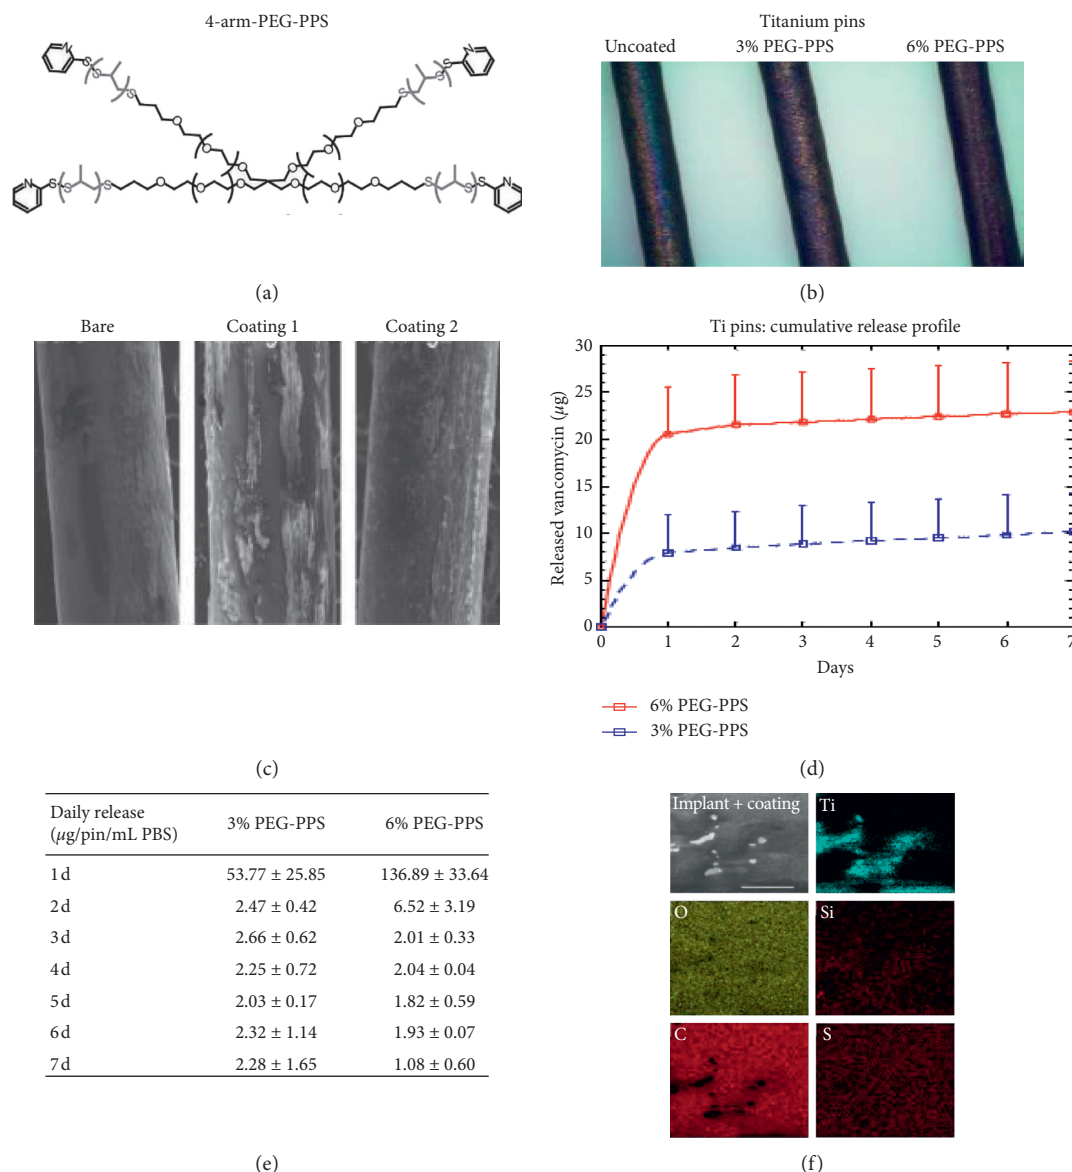 4-arm-PEG-PPS
N
S
S
S
O
O
O
S
S
S
N
O
O
O
N
S
S
S
O
O
O
O
O
O
S
S
S
N
(a)
Titanium pins
Uncoated 3% PEG-PPS 6% PEG-PPS
(b)
Bare Coating 1 Coating 2
(c)
Ti pins: cumulative release profile
Released vancomycin (µg)
30
25
20
15
10
5
0
0 1 2 3 4 5 6 7
Days
6% PEG-PPS
3% PEG-PPS
(d)
Daily release
(µg/pin/mL PBS) 3% PEG-PPS 6% PEG-PPS
1 d 53.77 ± 25.85 136.89 ± 33.64
2 d 2.47 ± 0.42 6.52 ± 3.19
3 d 2.66 ± 0.62 2.01 ± 0.33
4 d 2.25 ± 0.72 2.04 ± 0.04
5 d 2.03 ± 0.17 1.82 ± 0.59
6 d 2.32 ± 1.14 1.93 ± 0.07
7 d 2.28 ± 1.65 1.08 ± 0.60
(e)
Implant + coating Ti
O Si
C S
(f)